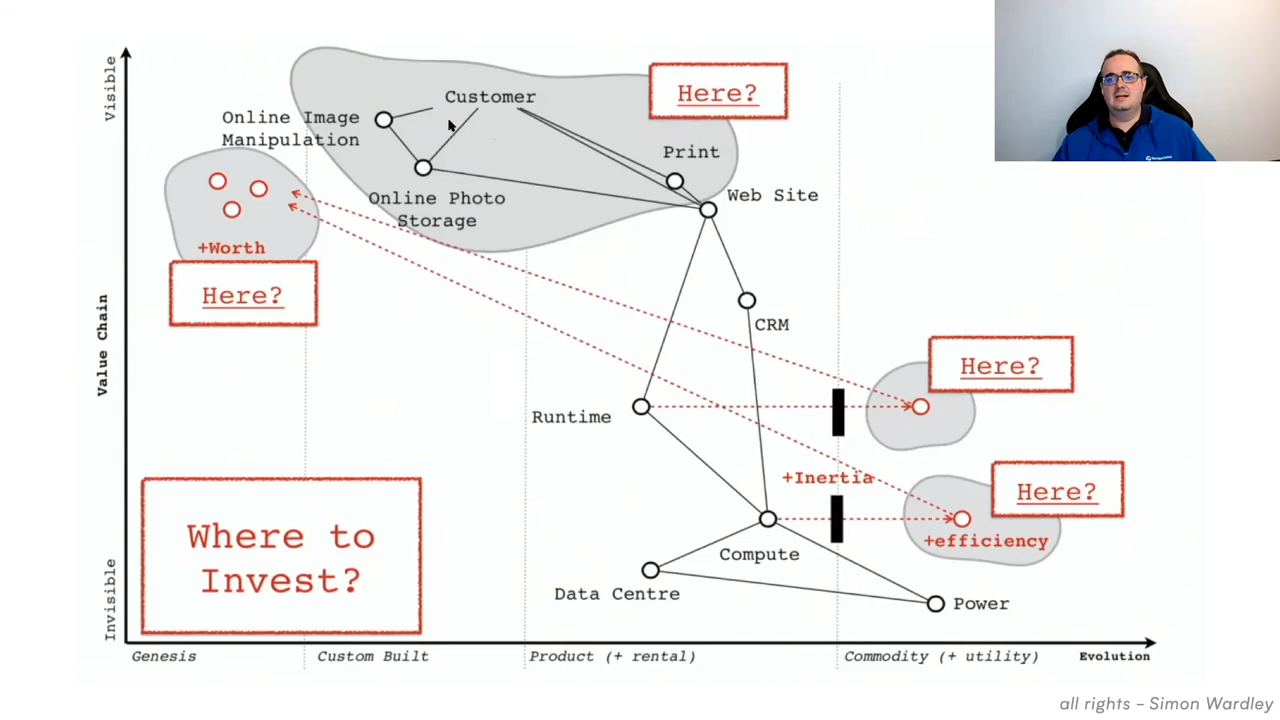 Visible
Customer
Here?
Online Image
Manipulation
Print
Online Photo
Storage
Web Site
+Worth
Here?
Value Chain
CRM
Here?
Runtime
+Inertia
Here?
Where to
Invest?
+efficiency
Compute
Invisible
Data Centre
Power
Genesis
Custom Built
Product (+ rental)
Commodity (+ utility)
Evolution
all rights – Simon Wardley